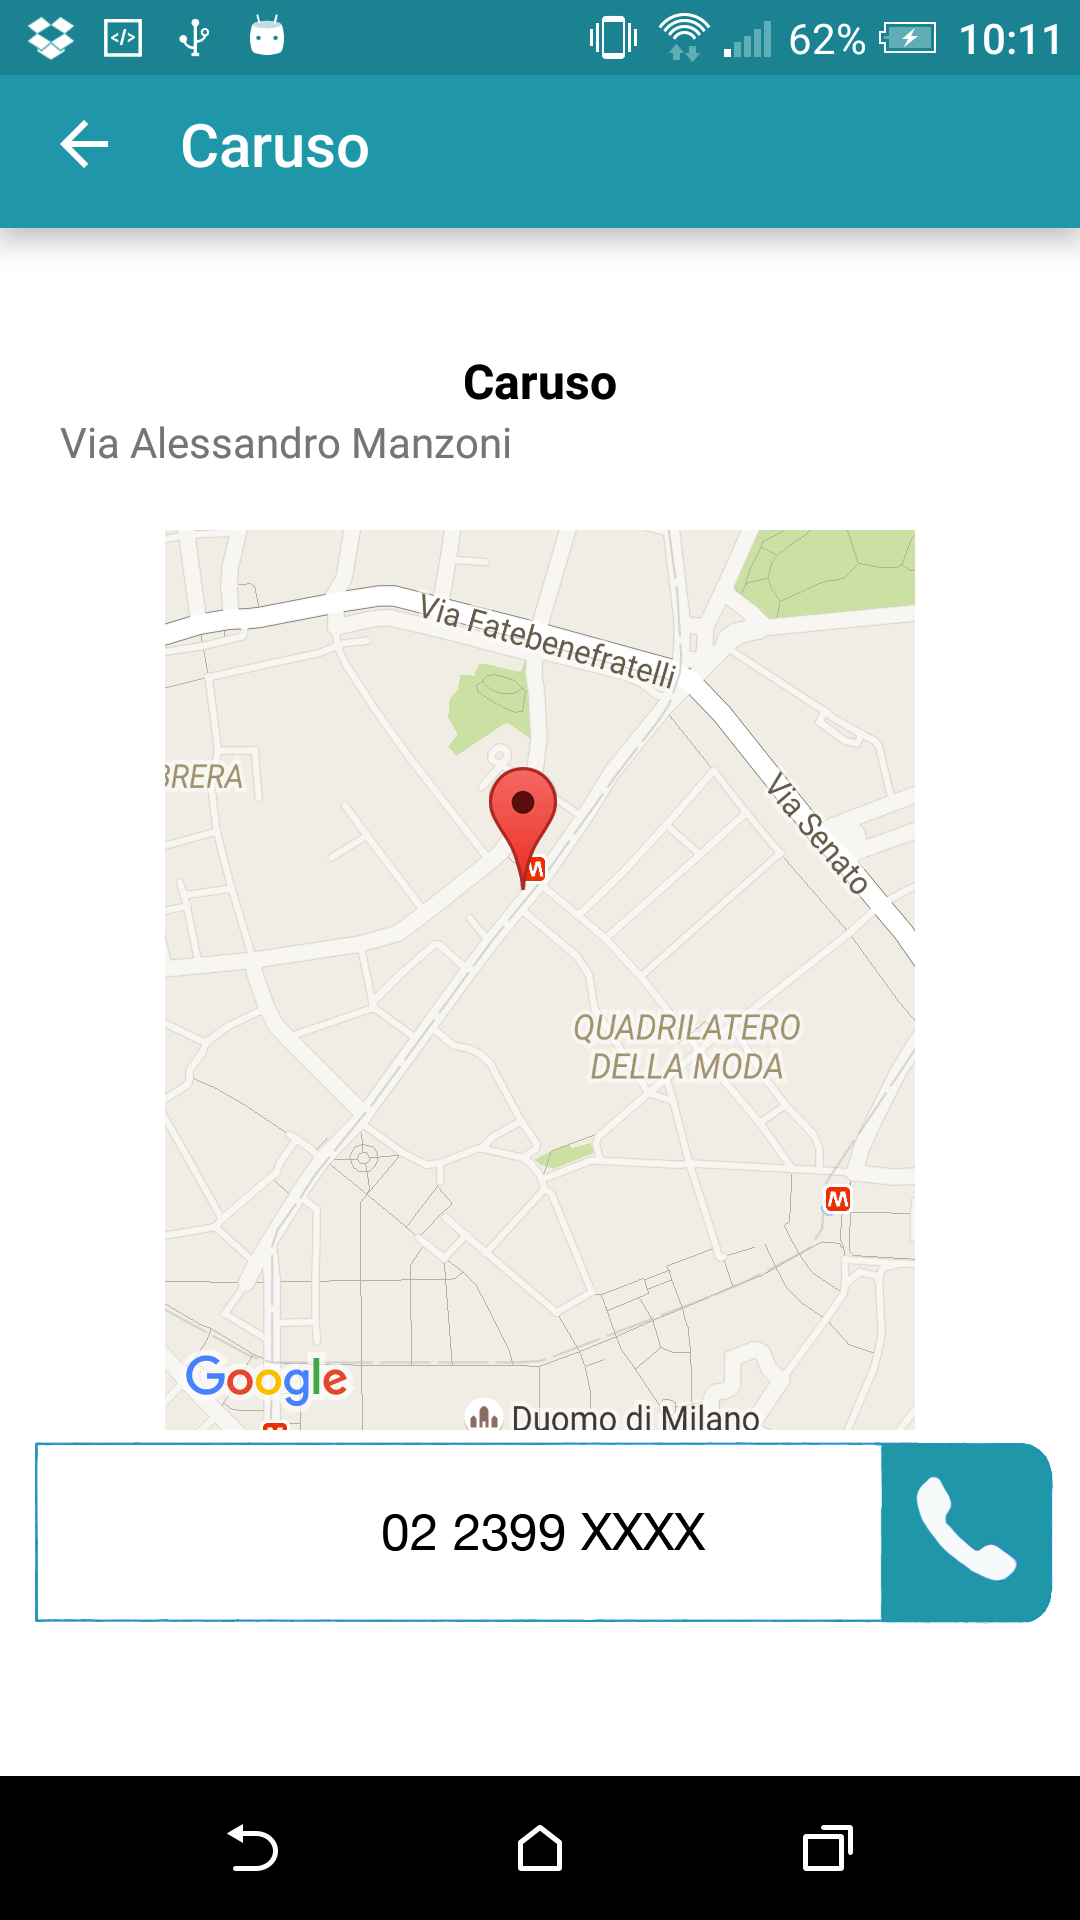 62% 10:11
Caruso
Caruso
Via Alessandro Manzoni
Via Fatebenefratelli
BRERA
Via Senato
M
QUADRILATERO
DELLA MODA
M
Google
Duomo di Milano
02 2399 XXXX